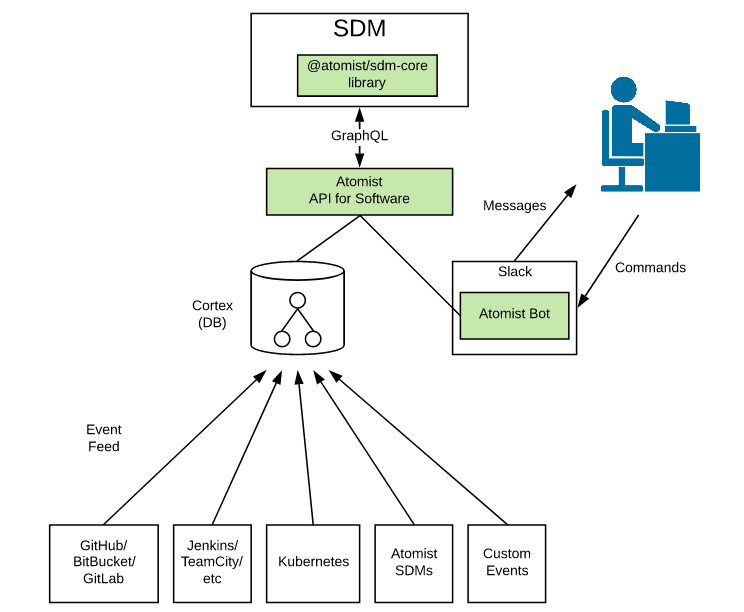 SDM
@atomist/sdm-core
library
GraphQL
Atomist
API for Software
Messages
Commands
Slack
Atomist Bot
Cortex
(DB)
Event
Feed
GitHub/
BitBucket/
GitLab
Jenkins/
TeamCity/
etc
Kubernetes
Atomist
SDMs
Custom
Events